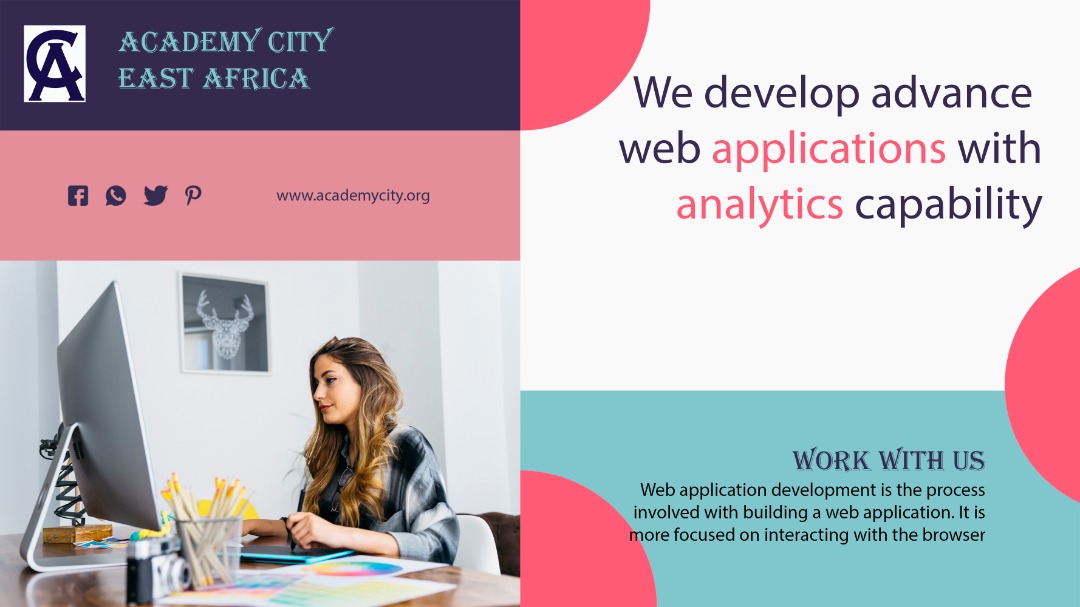 CA
ACADEMY CITY
EAST AFRICA
www.academycity.org
We develop advance
web applications with
analytics capability
WORK WITH US
Web application development is the process
involved with building a web application. It is
more focused on interacting with the browser